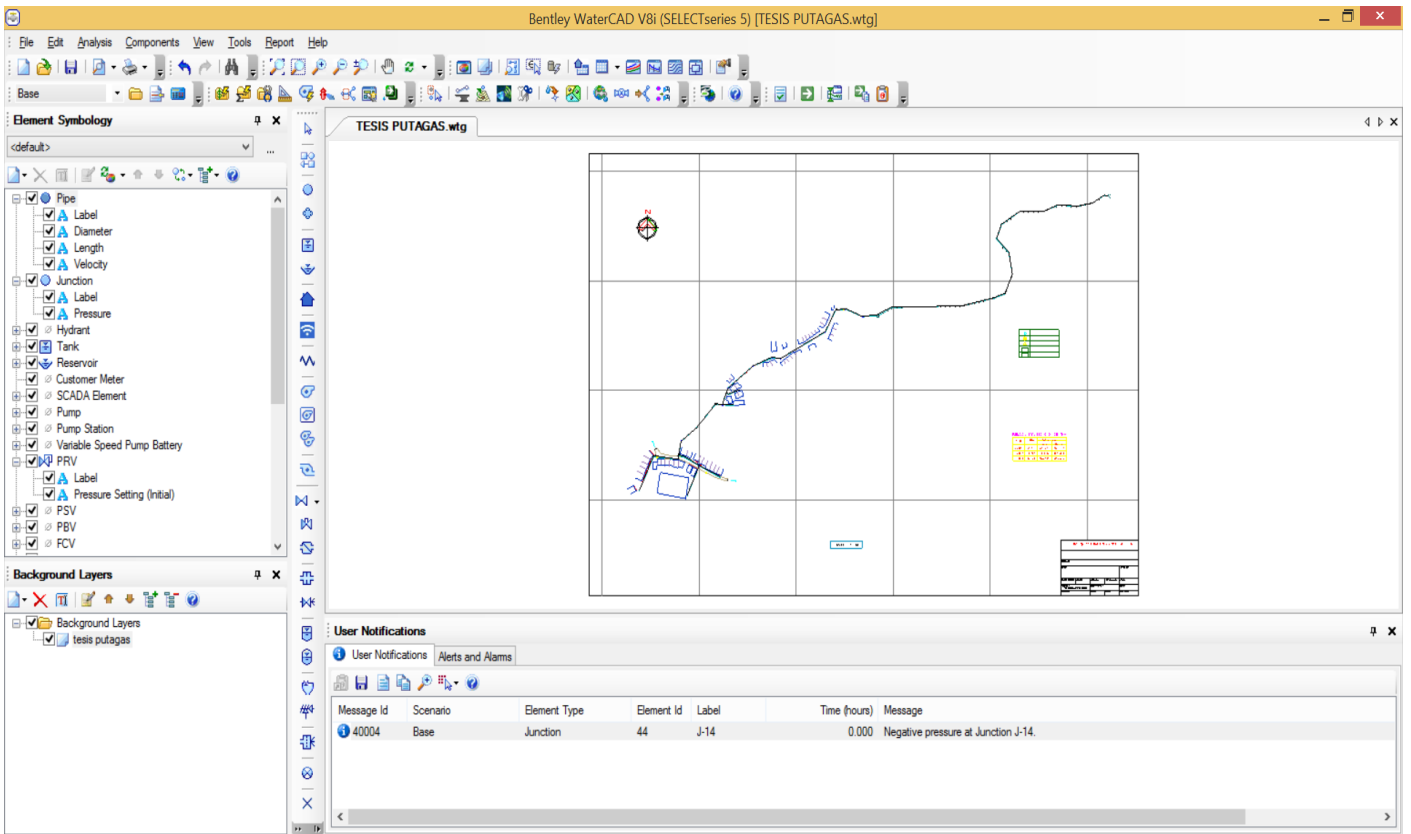 Bentley WaterCAD V8i (SELECTseries 5) [TESIS PUTAGAS.wtg]
File Edit Analysis Components View Tools Report Help
Base
Element Symbology
<default>
...
Pipe
Label
Diameter
Length
Velocity
Junction
Label
Pressure
Hydrant
Tank
Reservoir
Customer Meter
SCADA Element
Pump
Pump Station
Variable Speed Pump Battery
PRV
Label
Pressure Setting (Initial)
PSV
PBV
FCV
Background Layers
Background Layers
tesis putagas
TESIS PUTAGAS.wtg
N
User Notifications
User Notifications Alerts and Alarms
Message Id Scenario Element Type Element Id Label Time (hours) Message
40004 Base Junction 44 J-14 0.000 Negative pressure at Junction J-14.